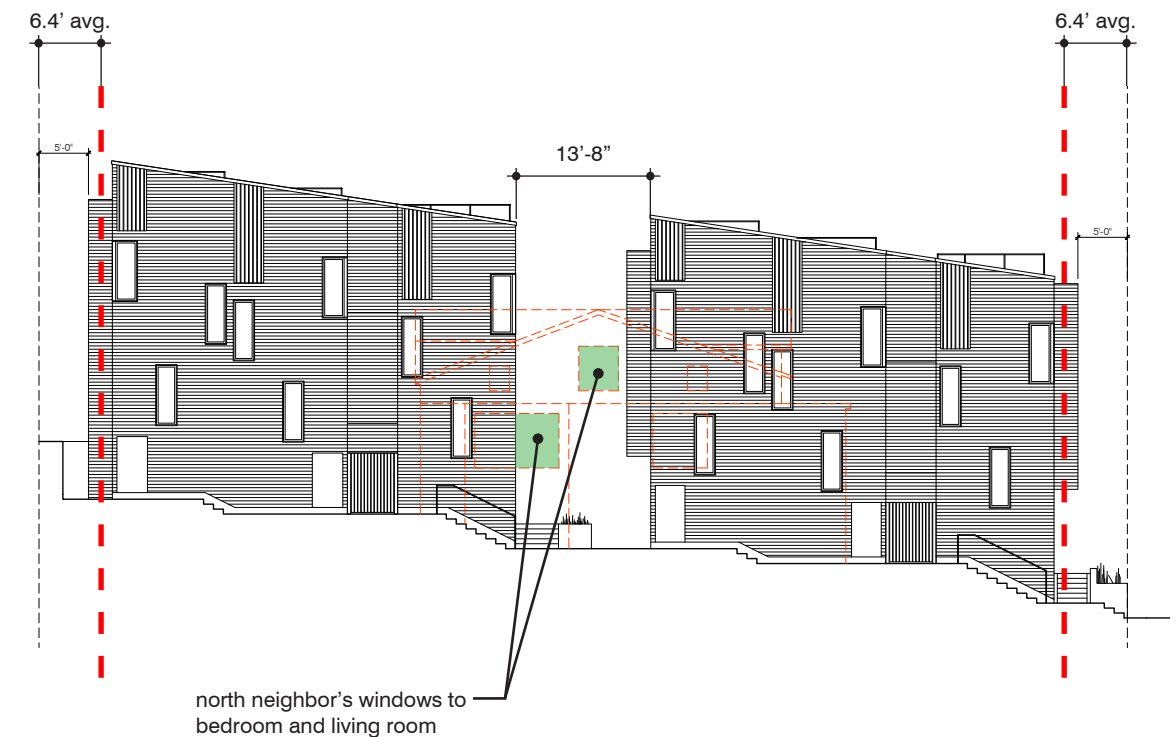 6.4’ avg.
6.4’ avg.
5'-0"
13’-8”
5'-0"
north neighbor’s windows to
bedroom and living room